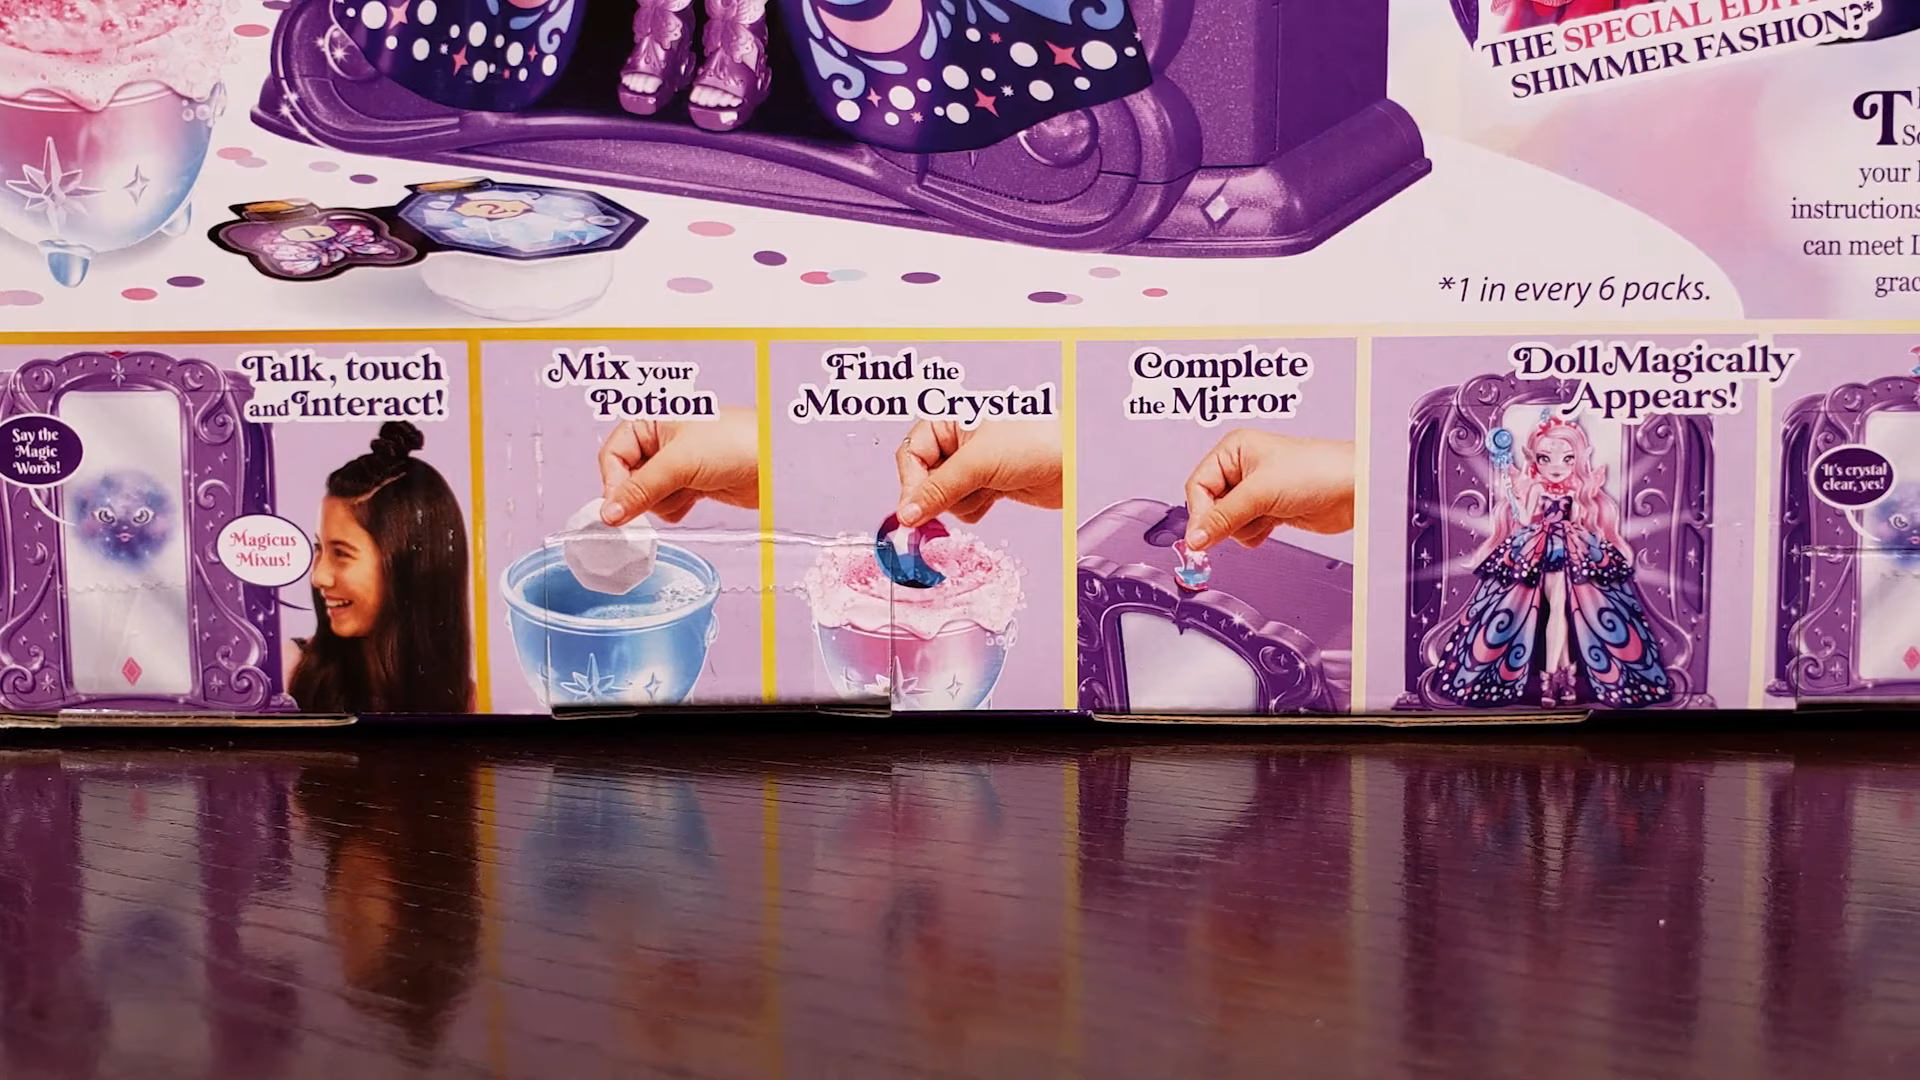 THE SPECIAL
SHIMMER FASHION?*
your
instructions
can meet
*1 in every 6 packs.
Talk, touch
and Interact!
Say the
Magic
Words!
Magicus
Mixus!
1
2
Mix your
Potion
Find the
Moon Crystal
Complete
the Mirror
Doll Magically
Appears!
It's crystal
clear, yes!